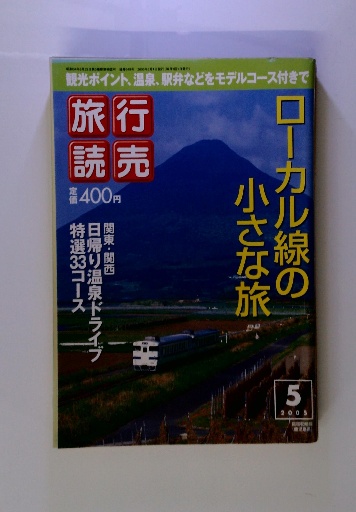 観光ポイント、温泉、駅弁などをモデルコース付きで
旅行
読売
定価400円
ローカル線の
小さな旅
関東・関西
日帰り温泉ドライブ
特選33コース
5
2005